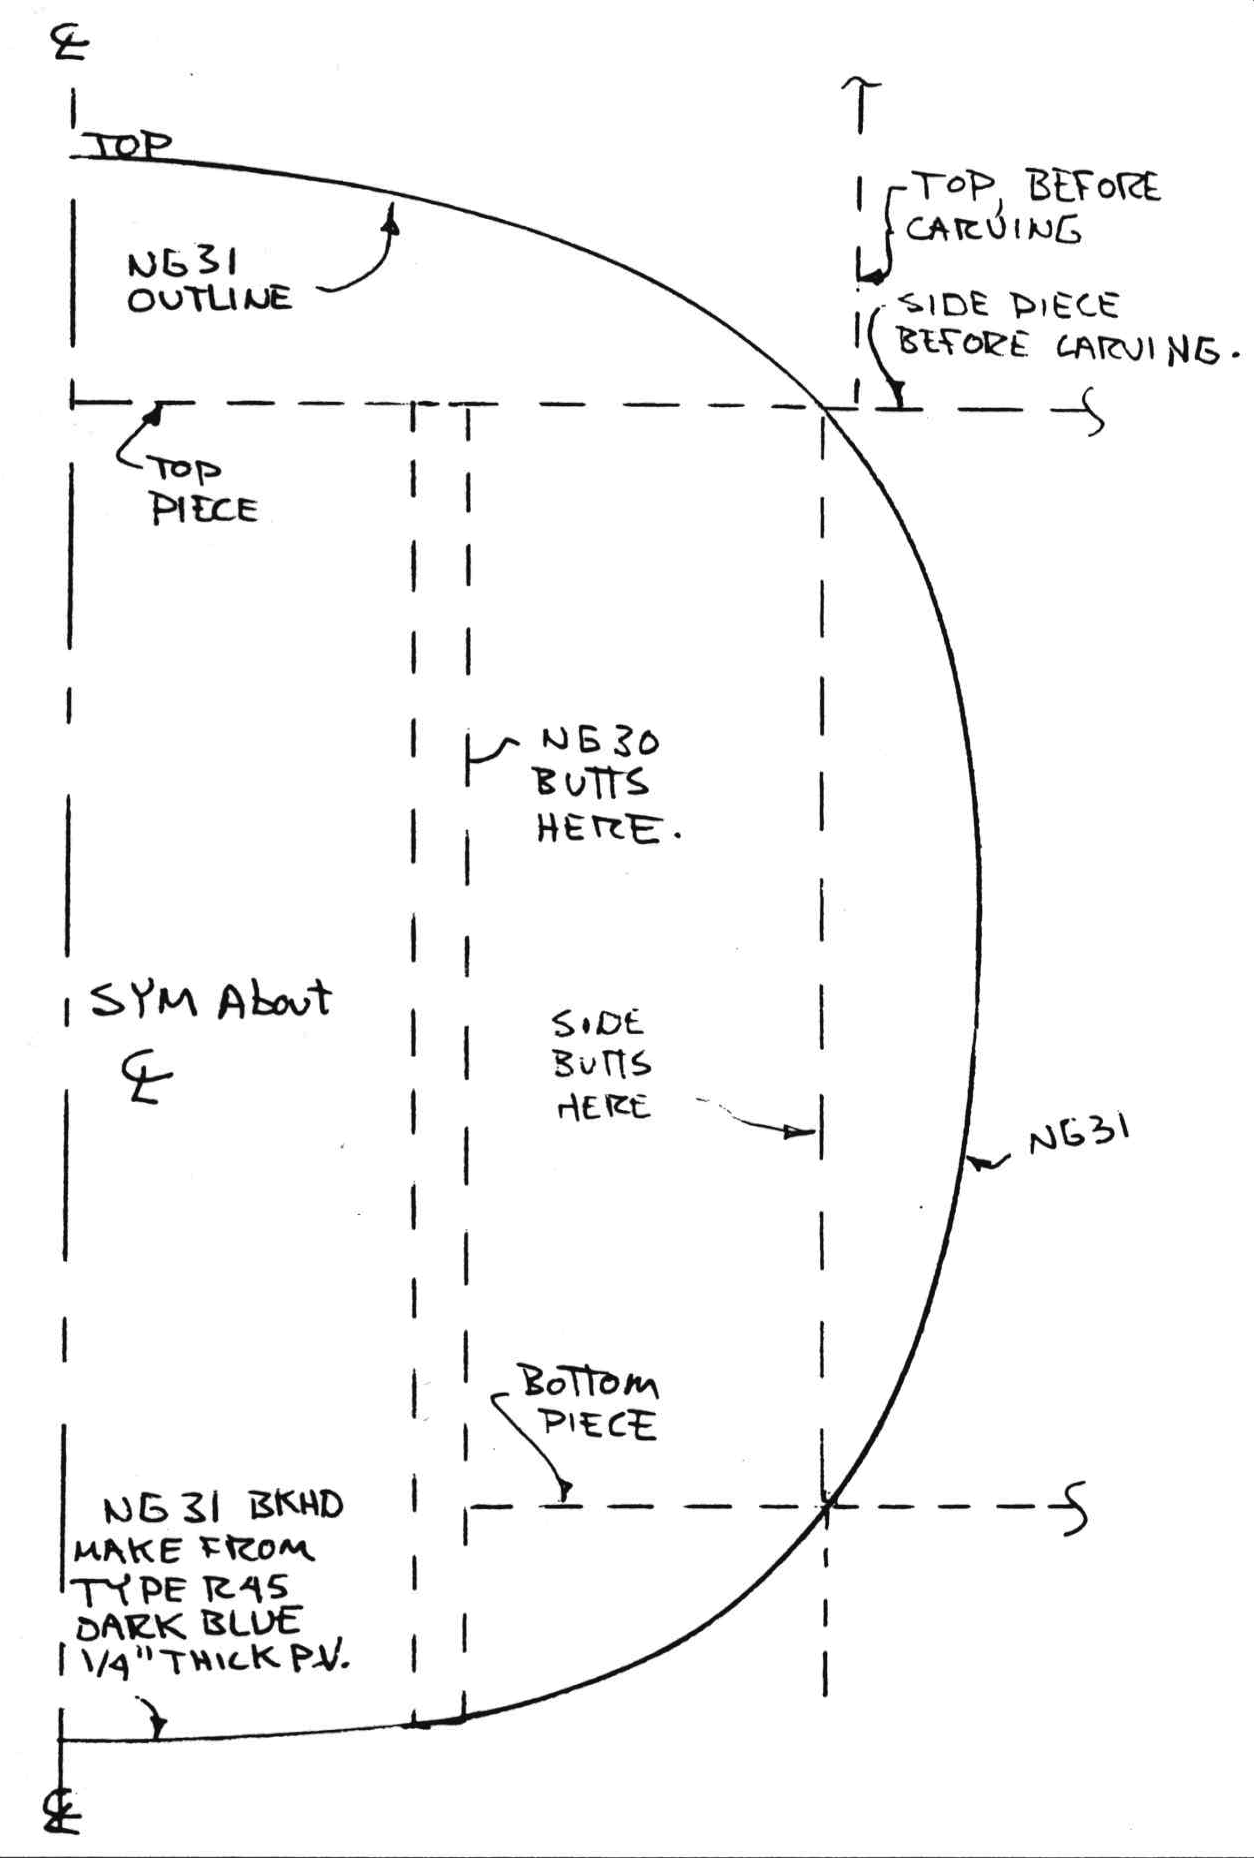 ℄
TOP
TOP, BEFORE
CARVING
NG31
OUTLINE
SIDE PIECE
BEFORE CARVING.
TOP
PIECE
NG30
BUTTS
HERE.
SYM About
℄
SIDE
BUTTS
HERE
NG31
Bottom
PIECE
NG31 BKHD
MAKE FROM
TYPE R45
DARK BLUE
1/4" THICK P.V.
℄